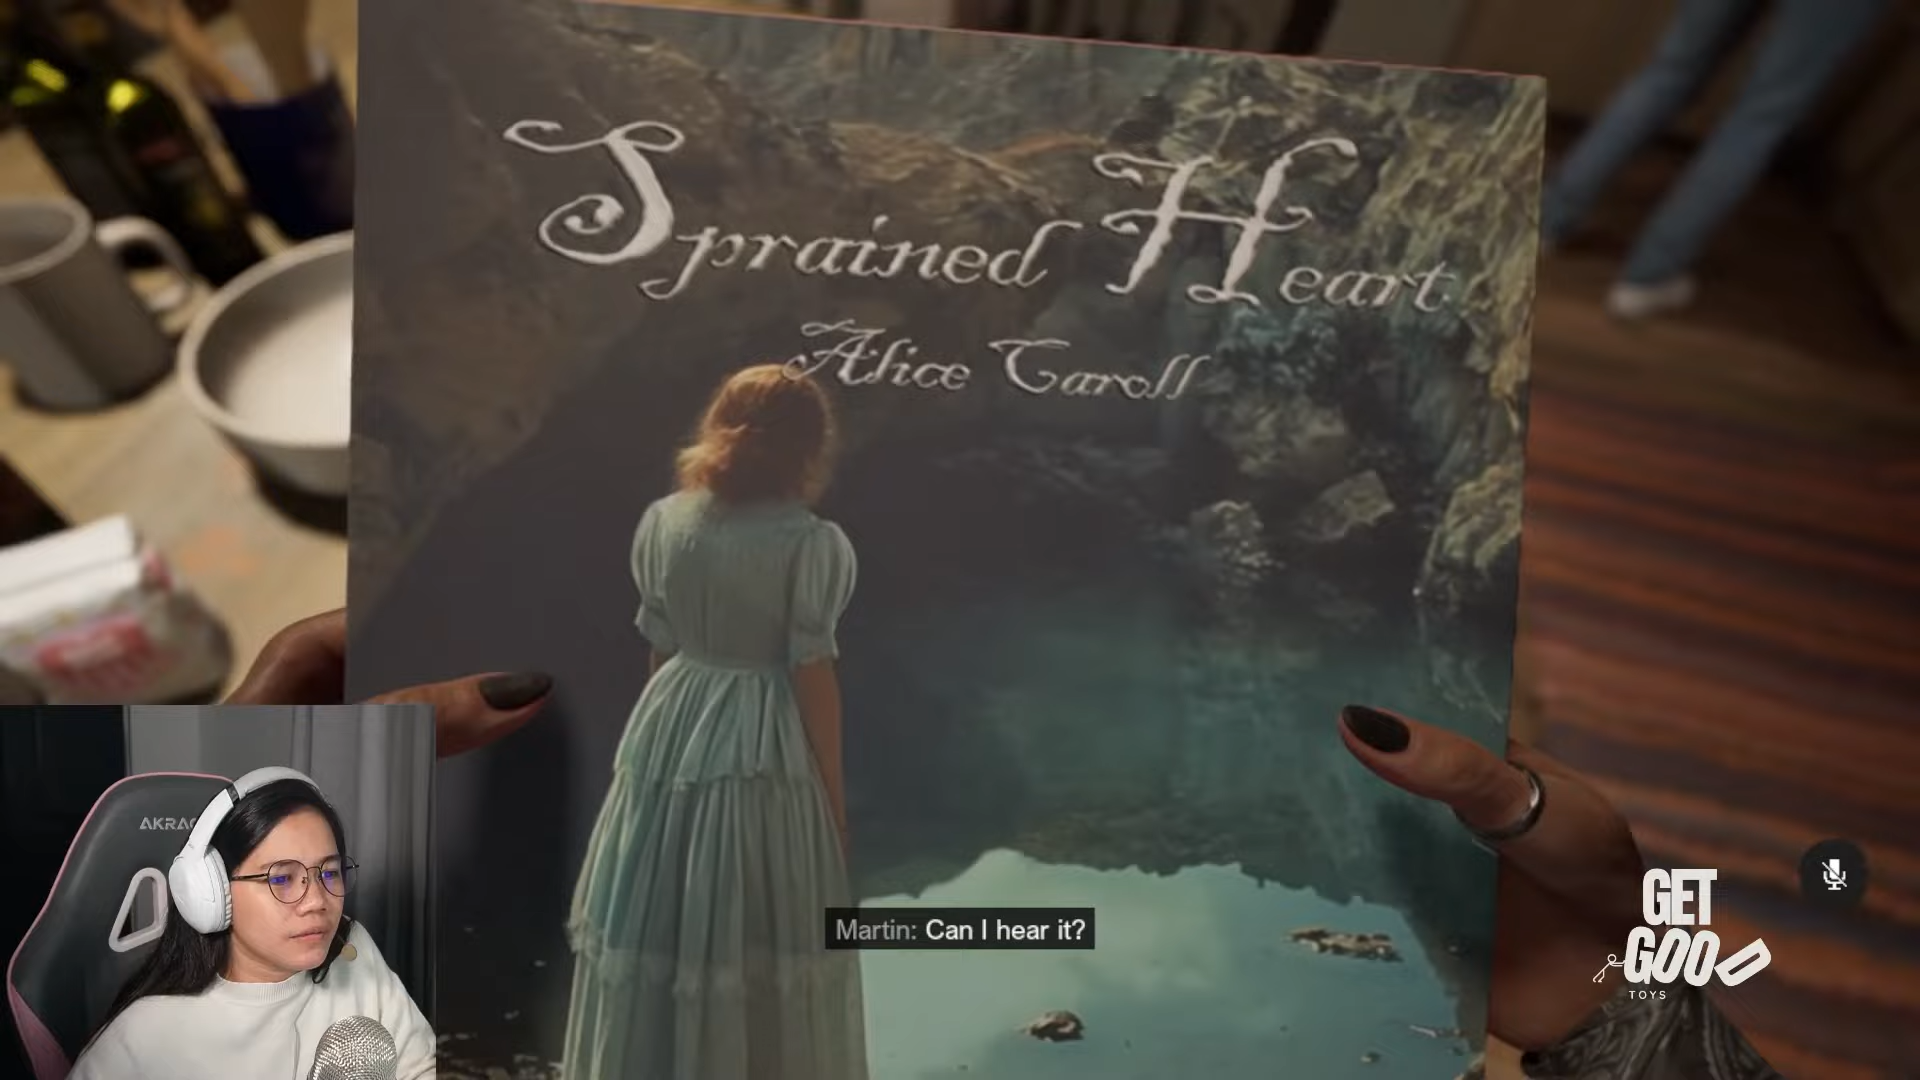 Sprained Heart
Alice Caroll
Martin: Can I hear it?
GET
GOOD
TOYS